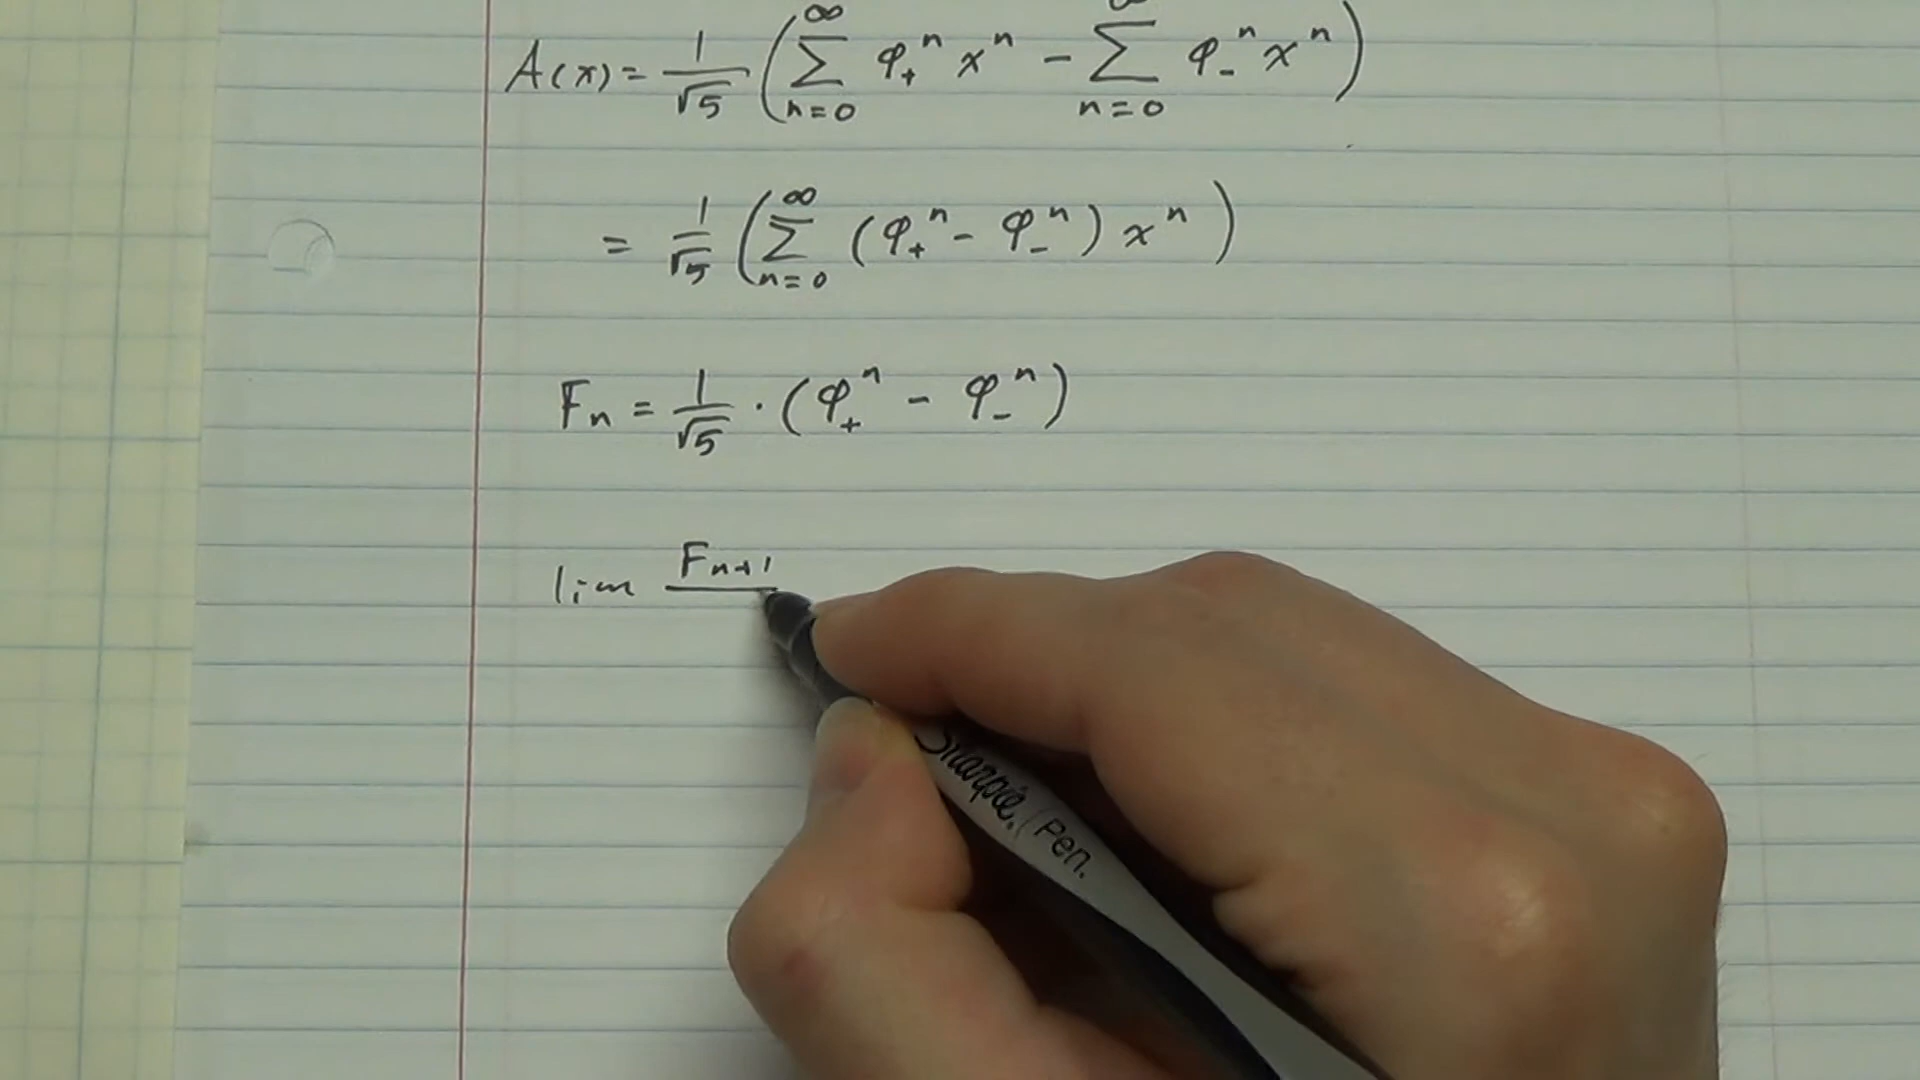 A(x) = 1/√5 (∑_{n=0}^{∞} φ₊ⁿ xⁿ - ∑_{n=0}^{∞} φ₋ⁿ xⁿ)
= 1/√5 (∑_{n=0}^{∞} (φ₊ⁿ - φ₋ⁿ) xⁿ)
Fₙ = 1/√5 · (φ₊ⁿ - φ₋ⁿ)
lim Fₙ₊₁
Sharpie. Pen.